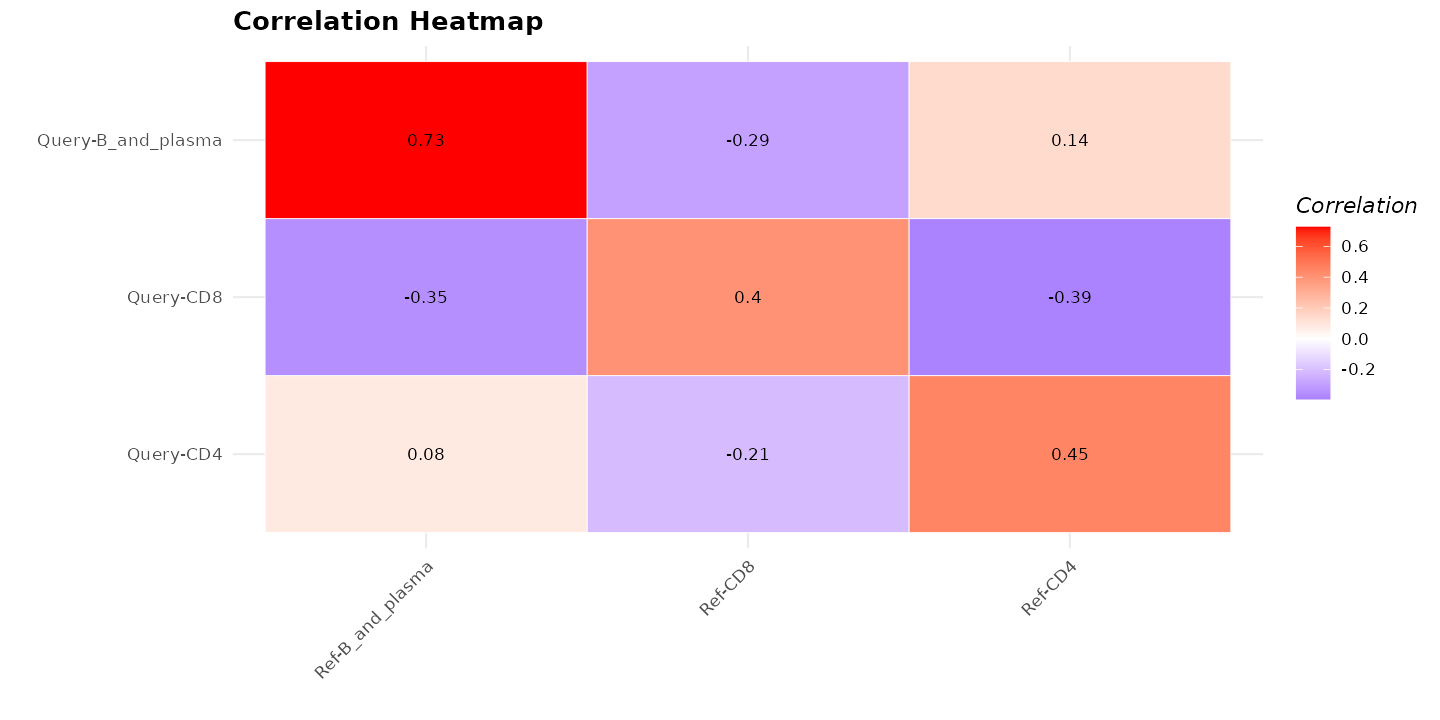 Correlation Heatmap
Query-B_and_plasma
0.73
-0.29
0.14
Query-CD8
-0.35
0.4
-0.39
Query-CD4
0.08
-0.21
0.45
Ref-B_and_plasma
Ref-CD8
Ref-CD4
Correlation
0.6
0.4
0.2
0.0
-0.2